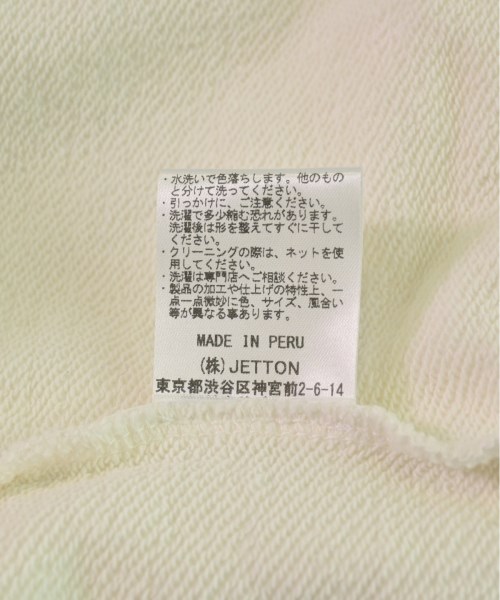 ・水洗いで色落ちします。他のもの
と分けて洗ってください。
・引っかけに、ご注意ください。
・洗濯で多少縮む恐れがあります。
洗濯後は形を整えてすぐに干して
ください。
・クリーニングの際は、ネットを使
用してください。
・洗濯は専門店へご相談ください。
・製品の加工や仕上げの特性上、一
点一点微妙に色、サイズ、風合い
等が異なる事あります。
MADE IN PERU
(株)JETTON
東京都渋谷区神宮前2-6-14